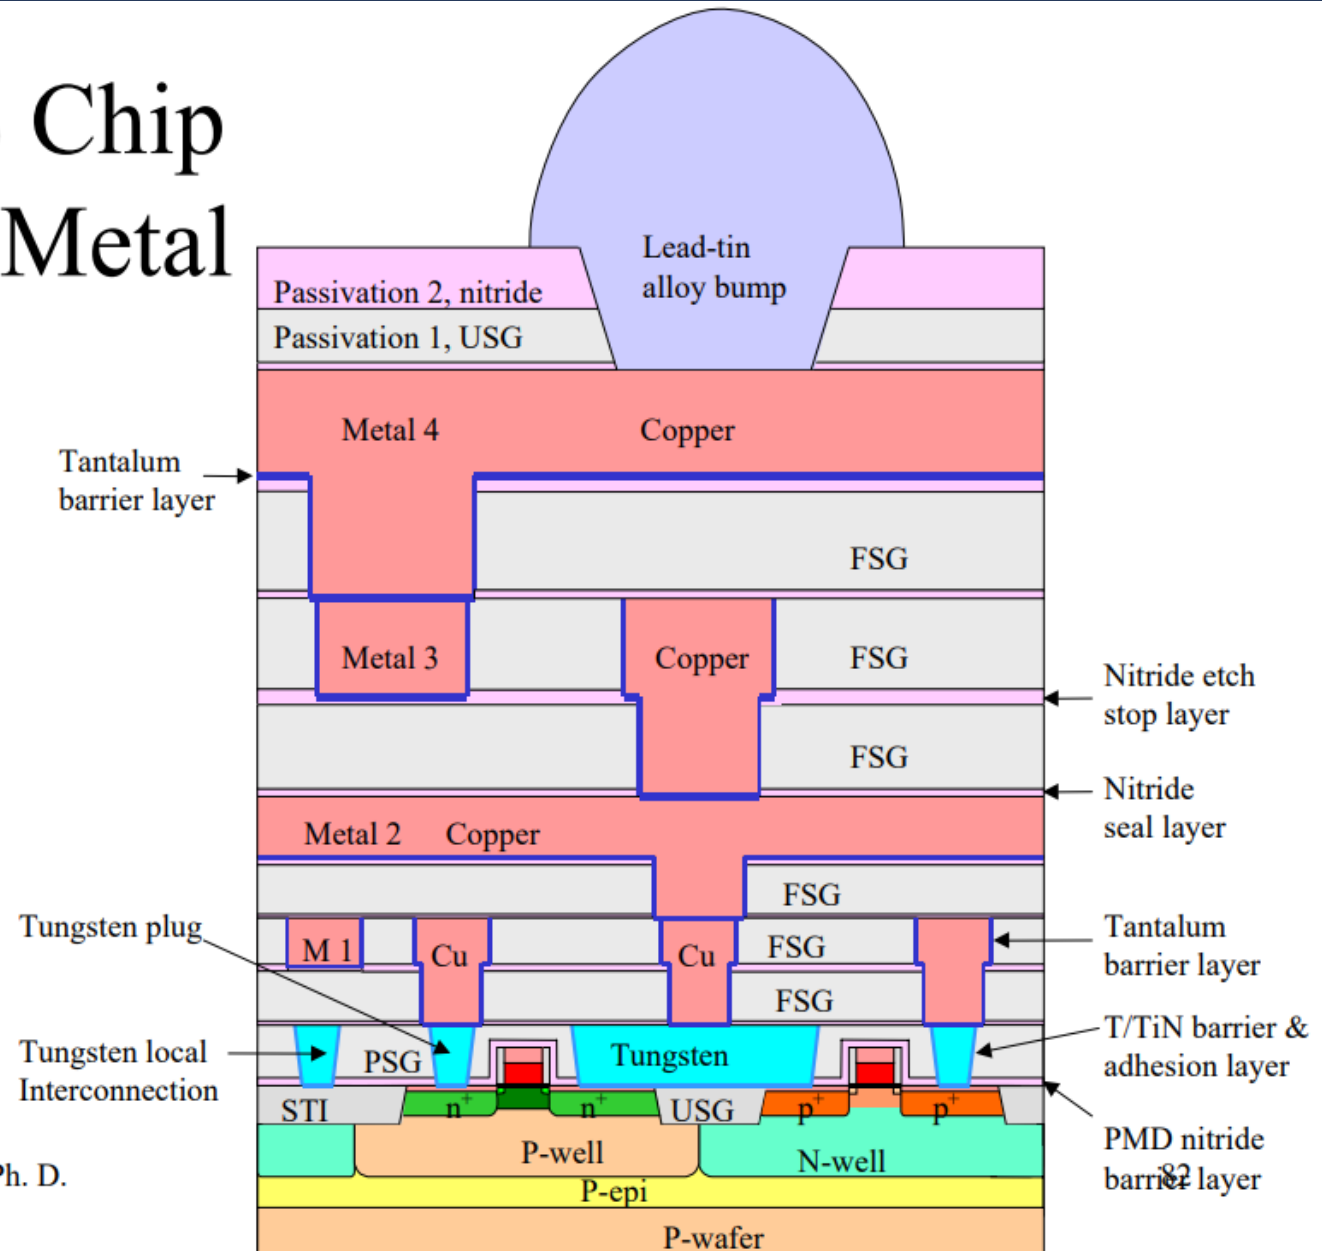 Chip
Metal
Lead-tin
alloy bump
Passivation 2, nitride
Passivation 1, USG
Metal 4
Copper
Tantalum
barrier layer
FSG
Metal 3
Copper
FSG
Nitride etch
stop layer
FSG
Nitride
seal layer
Metal 2
Copper
FSG
Tungsten plug
M 1
Cu
Cu
FSG
Tantalum
barrier layer
FSG
Tungsten local
Interconnection
PSG
Tungsten
T/TiN barrier &
adhesion layer
STI
n+
n+
USG
p+
p+
PMD nitride
barrier layer
P-well
N-well
Ph. D.
82
P-epi
P-wafer